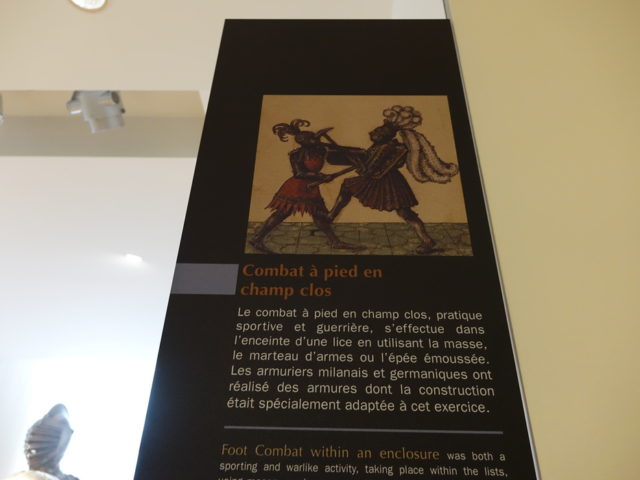 Combat à pied en
champ clos
Le combat à pied en champ clos, pratique
sportive et guerrière, s'effectue dans
l'enceinte d'une lice en utilisant la masse,
le marteau d'armes ou l'épée émoussée.
Les armuriers milanais et germaniques ont
réalisé des armures dont la construction
était spécialement adaptée à cet exercice.
Foot Combat within an enclosure was both a
sporting and warlike activity, taking place within the lists,